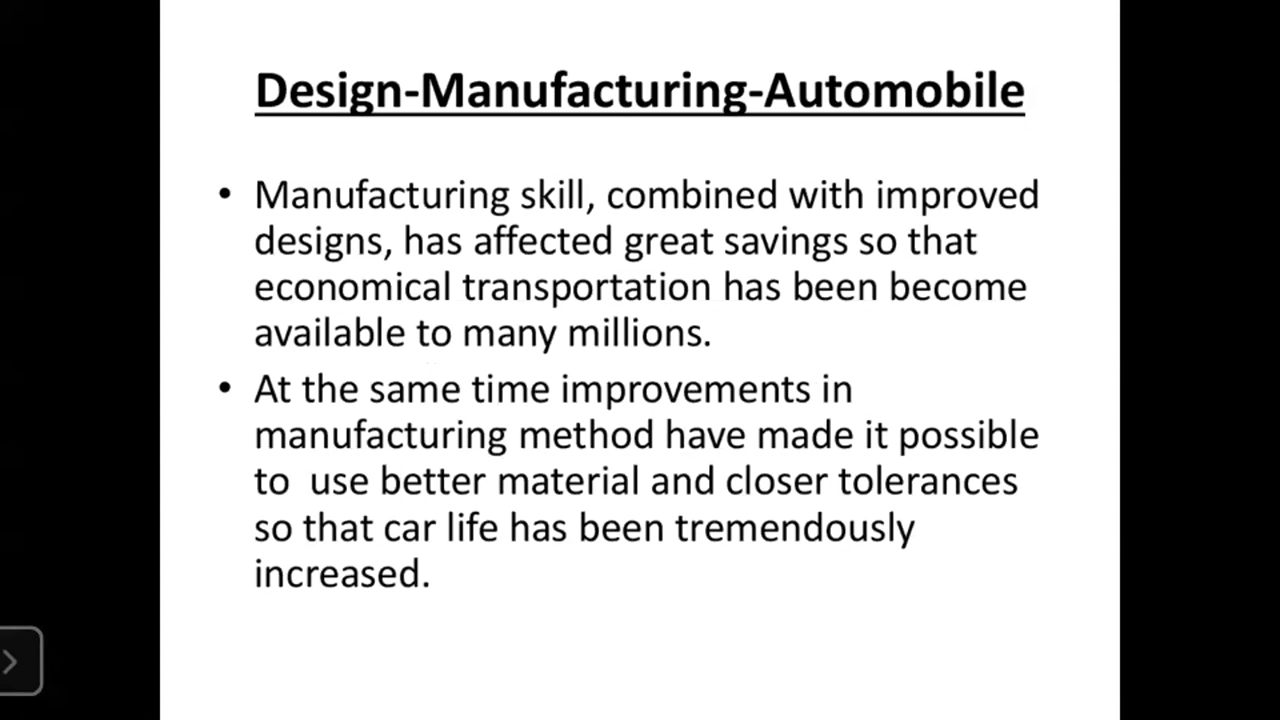 Design-Manufacturing-Automobile
• Manufacturing skill, combined with improved
designs, has affected great savings so that
economical transportation has been become
available to many millions.
• At the same time improvements in
manufacturing method have made it possible
to  use better material and closer tolerances
so that car life has been tremendously
increased.